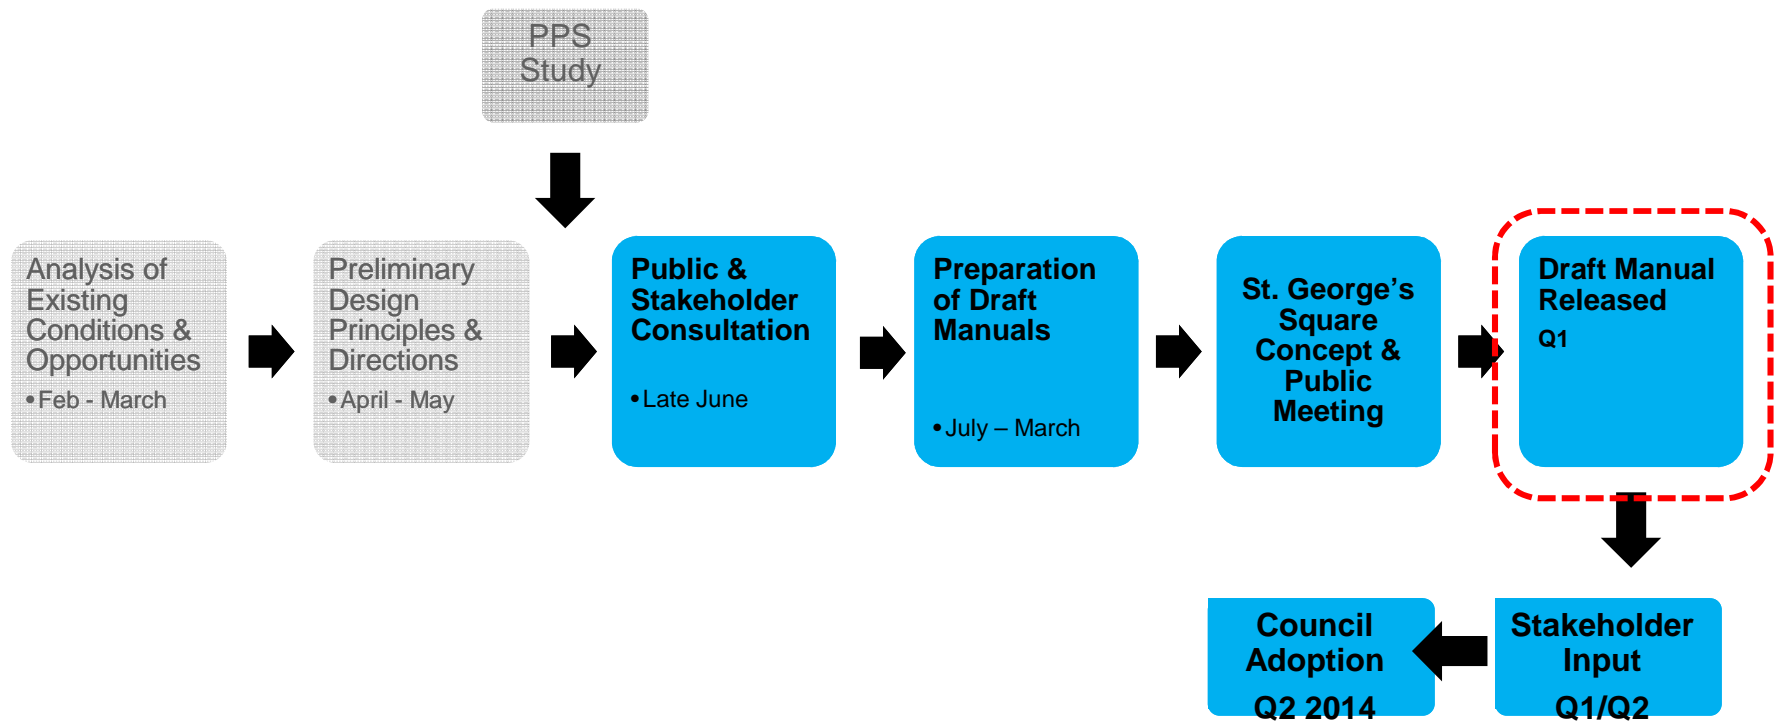 PPS
Study
Analysis of
Existing
Conditions &
Opportunities
•Feb - March
Preliminary
Design
Principles &
Directions
•April - May
Public &
Stakeholder
Consultation
•Late June
Preparation
of Draft
Manuals
•July – March
St. George’s
Square
Concept &
Public
Meeting
Draft Manual
Released
Q1
Stakeholder
Input
Q1/Q2
Council
Adoption
Q2 2014